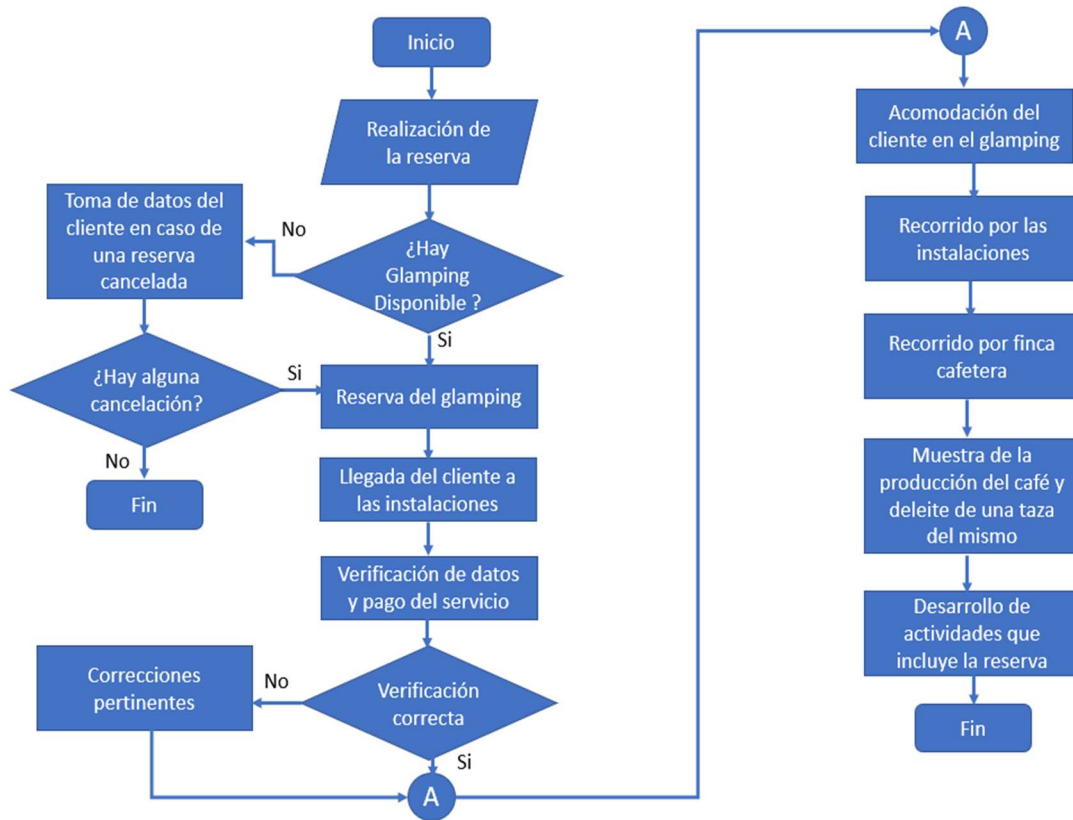 Inicio
Realización de
la reserva
¿Hay
Glamping
Disponible ?
No
Toma de datos del
cliente en caso de
una reserva
cancelada
¿Hay alguna
cancelación?
Si
No
Fin
Si
Reserva del glamping
Llegada del cliente a
las instalaciones
Verificación de datos
y pago del servicio
Verificación
correcta
No
Correcciones
pertinentes
Si
A
A
Acomodación del
cliente en el glamping
Recorrido por las
instalaciones
Recorrido por finca
cafetera
Muestra de la
producción del café y
deleite de una taza
del mismo
Desarrollo de
actividades que
incluye la reserva
Fin